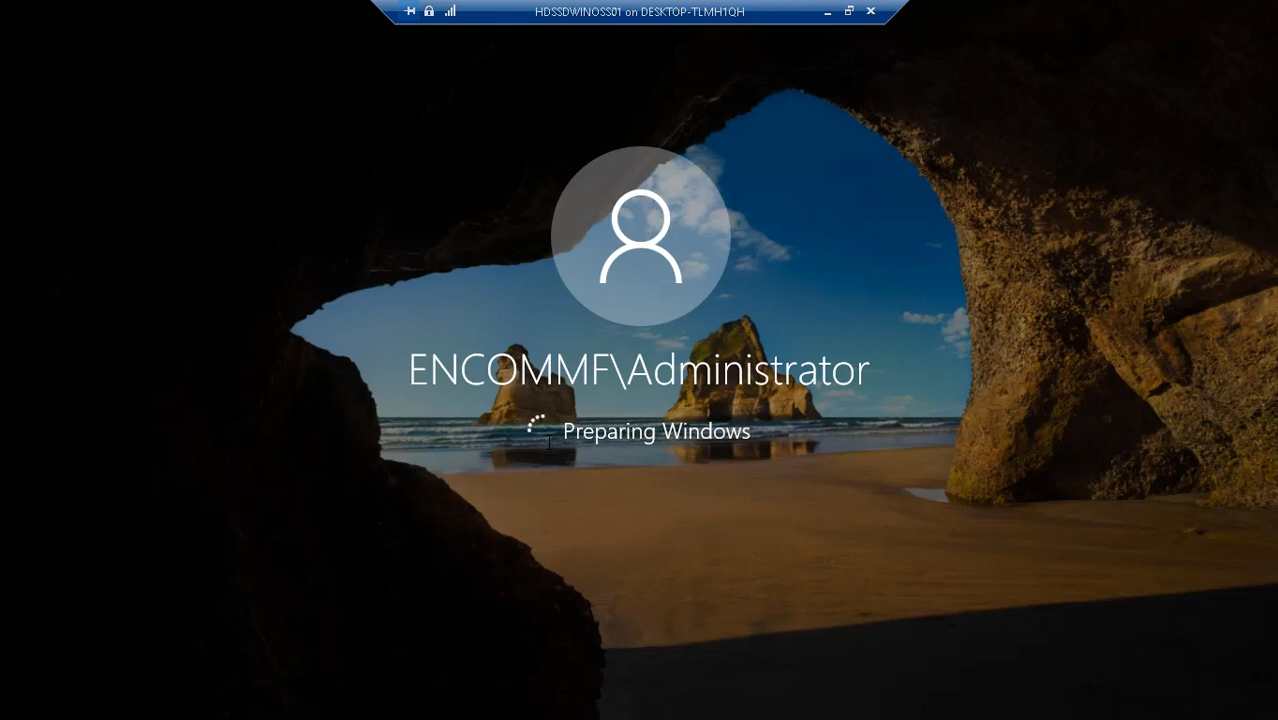 HDSSDWINOSS01 on DESKTOP-TLMH1QH
ENCOMMF\Administrator
Preparing Windows